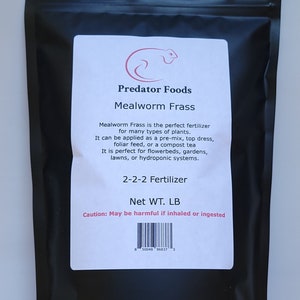 Predator Foods
Mealworm Frass
Mealworm Frass is the perfect fertilizer
for many types of plants.
It can be applied as a pre-mix, top dress,
foliar feed, or a compost tea
It is perfect for flowerbeds, gardens,
lawns, or hydroponic systems.
2-2-2 Fertilizer
Net WT. LB
Caution: May be harmful if inhaled or ingested